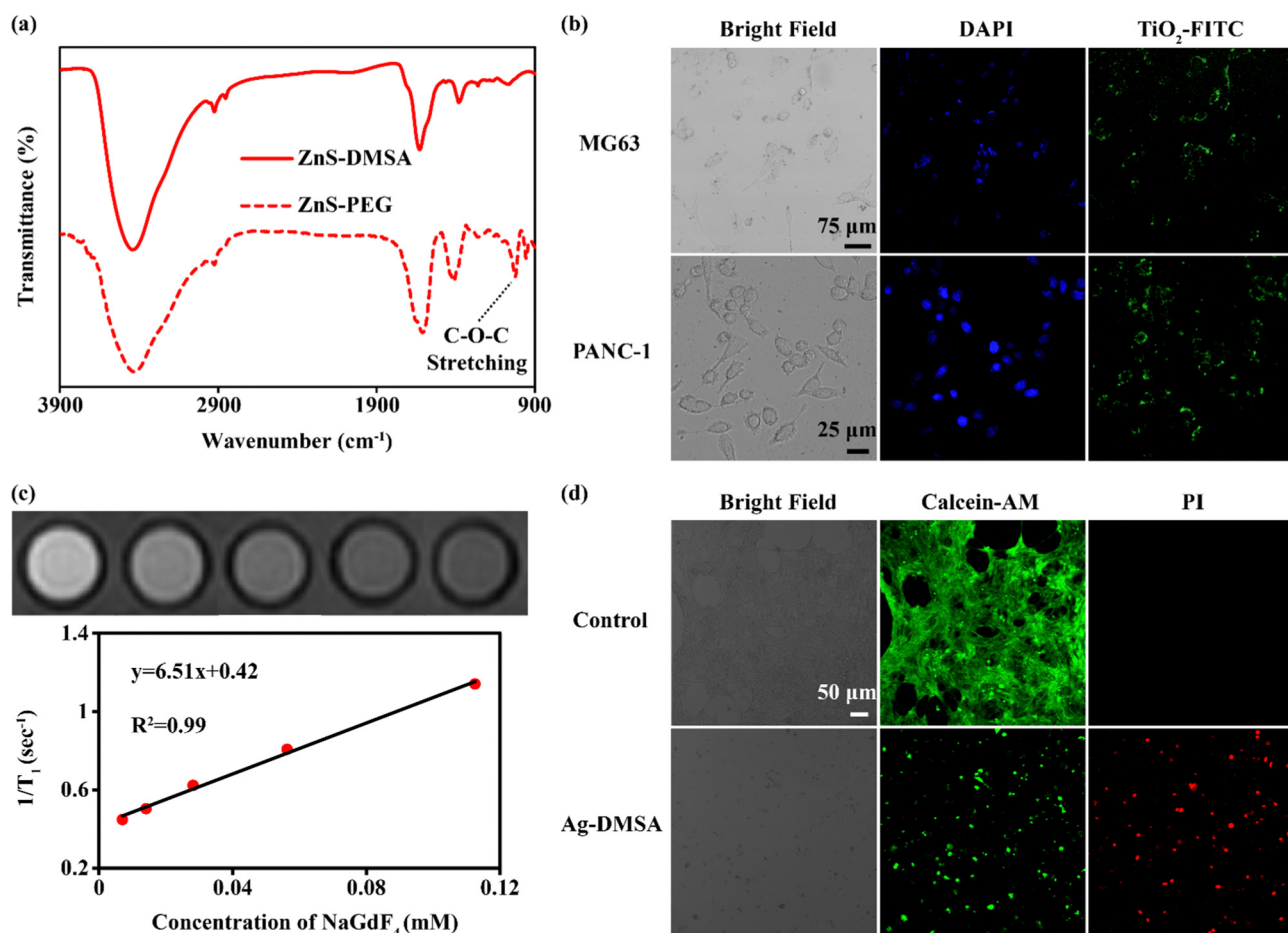 (a)
Transmittance (%)
ZnS-DMSA
ZnS-PEG
C-O-C
Stretching
3900
2900
1900
900
Wavenumber (cm⁻¹)
(b)
Bright Field
DAPI
TiO₂-FITC
MG63
75 μm
PANC-1
25 μm
(c)
1.4
1
0.6
0.2
1/T₁ (sec⁻¹)
y=6.51x+0.42
R²=0.99
0
0.04
0.08
0.12
Concentration of NaGdF₄ (mM)
(d)
Bright Field
Calcein-AM
PI
Control
50 μm
Ag-DMSA